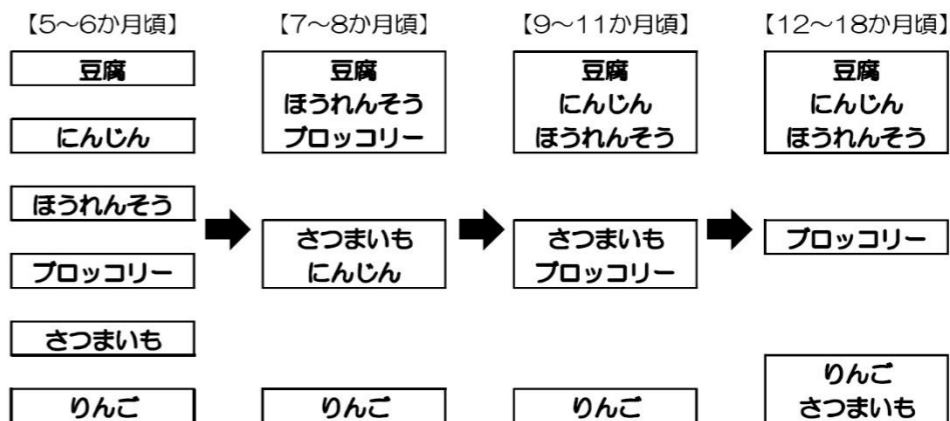 【5～6か月頃】
豆腐
にんじん
ほうれんそう
ブロッコリー
さつまいも
りんご
【7～8か月頃】
豆腐
ほうれんそう
ブロッコリー
さつまいも
にんじん
りんご
【9～11か月頃】
豆腐
にんじん
ほうれんそう
さつまいも
ブロッコリー
りんご
【12～18か月頃】
豆腐
にんじん
ほうれんそう
ブロッコリー
りんご
さつまいも